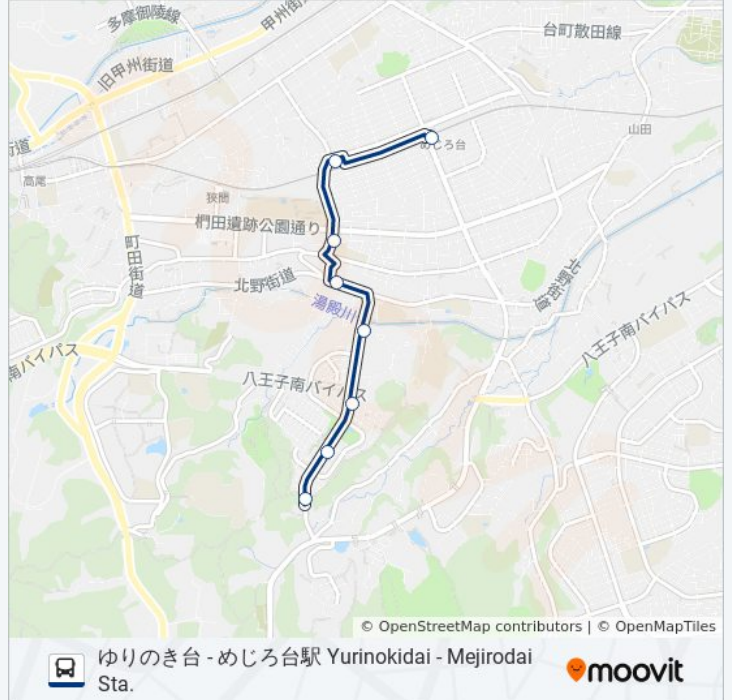 多摩御陵線
甲州街
台町散田線
旧甲州街道
街道
山田
めじろ台
高尾
狭間
椚田遺跡公園通り
町田街道
北野街道
北野街道
湯殿川
八王子南バイパス
南バイパス
八王子南バイパス
© OpenStreetMap contributors | © OpenMapTiles
ゆりのき台 - めじろ台駅 Yurinokidai - Mejirodai
Sta.
moovit